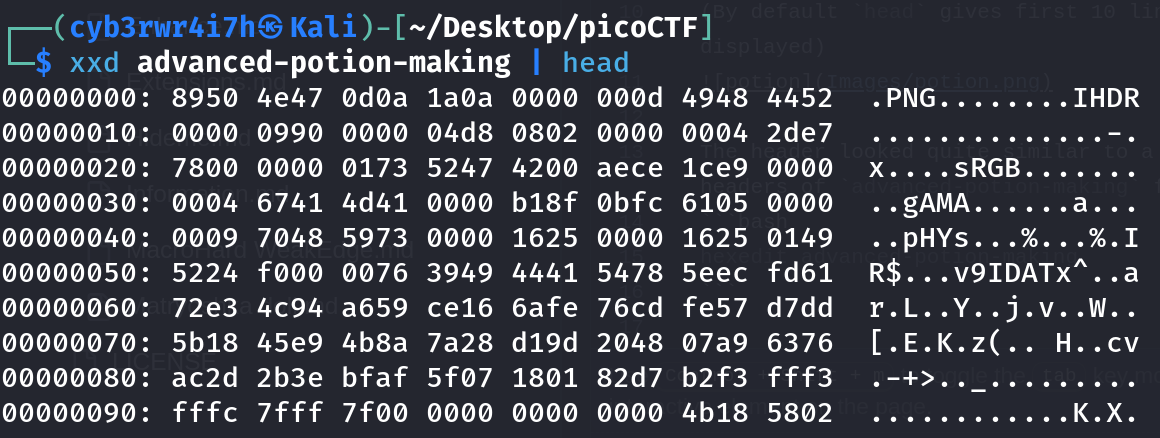 ┌──(cyb3rwr4i7h㉿Kali)-[~/Desktop/picoCTF]
└─$ xxd advanced-potion-making | head
00000000: 8950 4e47 0d0a 1a0a 0000 000d 4948 4452  .PNG........IHDR
00000010: 0000 0990 0000 04d8 0802 0000 0004 2de7  ..............-.
00000020: 7800 0000 0173 5247 4200 aece 1ce9 0000  x....sRGB.......
00000030: 0004 6741 4d41 0000 b18f 0bfc 6105 0000  ..gAMA......a...
00000040: 0009 7048 5973 0000 1625 0000 1625 0149  ..pHYs...%...%.I
00000050: 5224 f000 0076 3949 4441 5478 5eec fd61  R$...v9IDATx^..a
00000060: 72e3 4c94 a659 ce16 6afe 76cd fe57 d7dd  r.L..Y..j.v..W..
00000070: 5b18 45e9 4b8a 7a28 d19d 2048 07a9 6376  [.E.K.z(.. H..cv
00000080: ac2d 2b3e bfaf 5f07 1801 82d7 b2f3 fff3  .-+>.._.........
00000090: fffc 7fff 7f00 0000 0000 0000 4b18 5802  ............K.X.